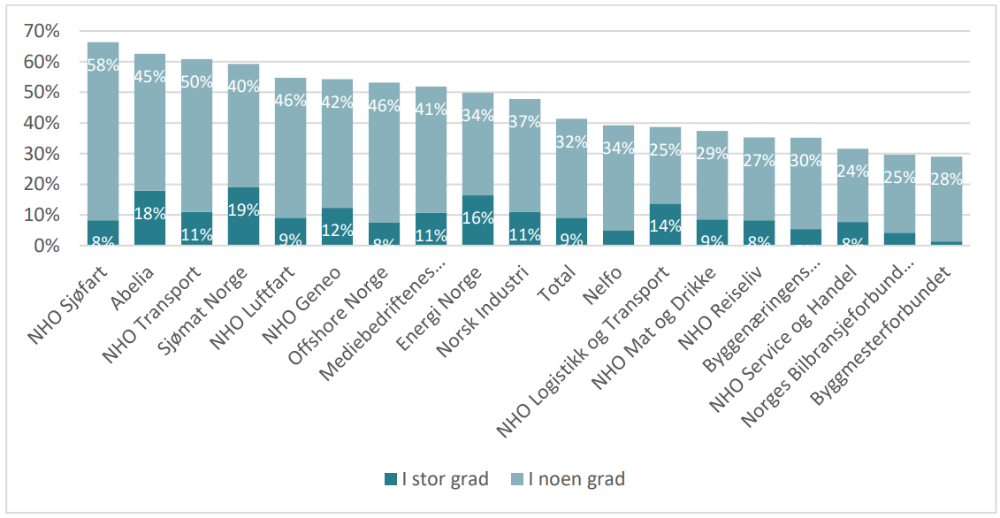 70%
60%
50%
40%
30%
20%
10%
0%
58% 45% 50% 40% 46% 42% 46% 41% 34% 37% 32% 34% 25% 29% 27% 30% 24% 25% 28%
8% 18% 11% 19% 9% 12% 8% 11% 16% 11% 9% 14% 9% 8% 8%
NHO Sjøfart
Abelia
NHO Transport
Sjømat Norge
NHO Luftfart
NHO Geneo
Offshore Norge
Mediebedriftenes…
Energi Norge
Norsk Industri
Total
Nelfo
NHO Logistikk og Transport
NHO Mat og Drikke
NHO Reiseliv
Byggenæringens…
NHO Service og Handel
Norges Bilbransjeforbund…
Byggmesterforbundet
I stor grad I noen grad